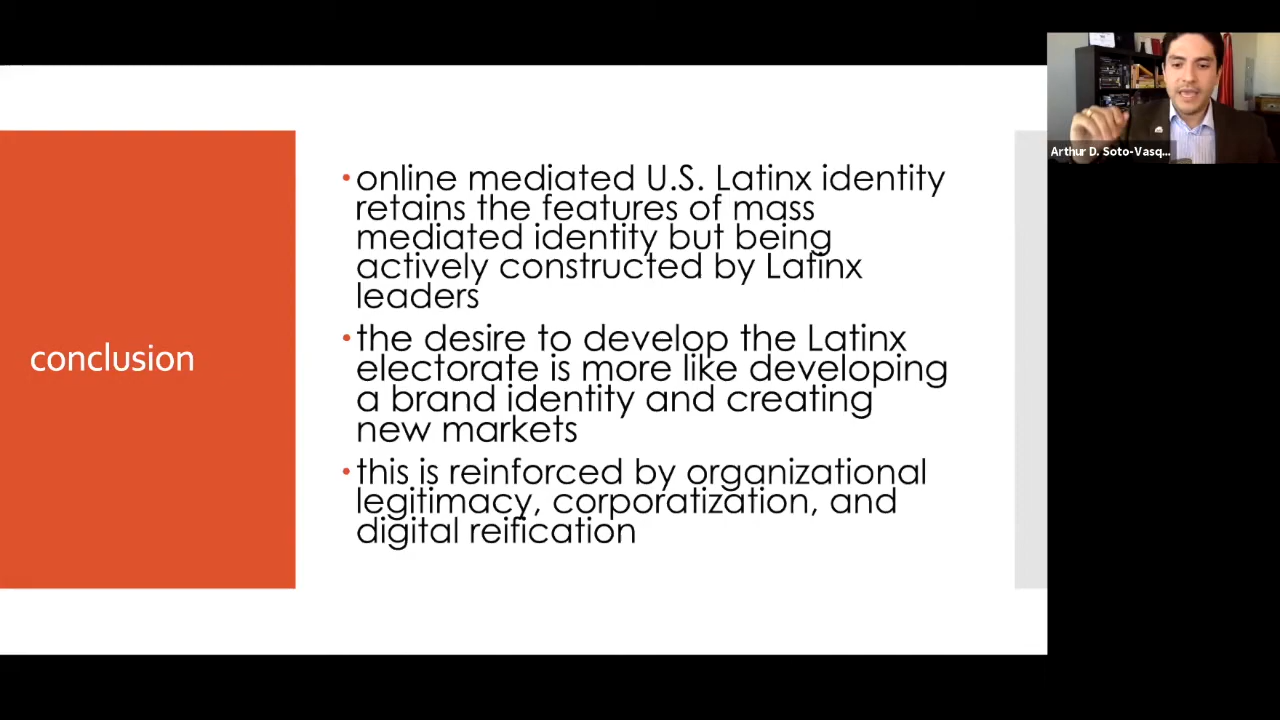 conclusion
•online mediated U.S. Latinx identity
retains the features of mass
mediated identity but being
actively constructed by Latinx
leaders
•the desire to develop the Latinx
electorate is more like developing
a brand identity and creating
new markets
•this is reinforced by organizational
legitimacy, corporatization, and
digital reification
Arthur D. Soto-Vasq...